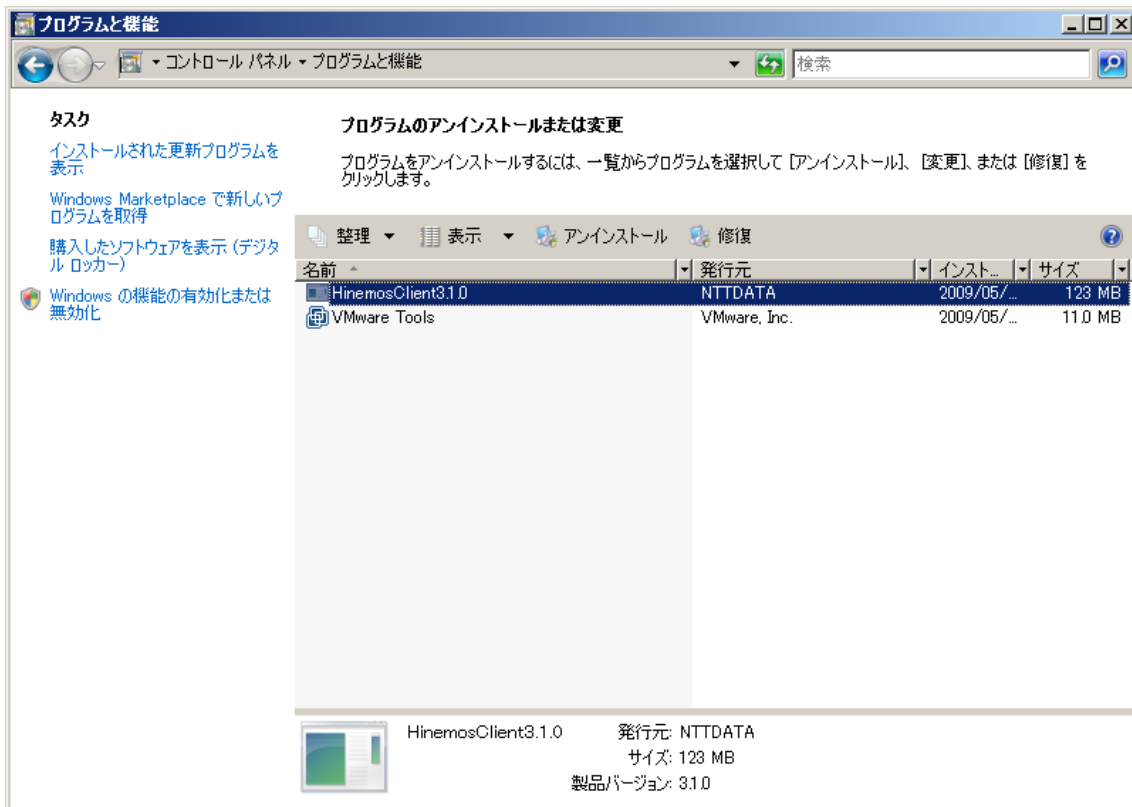 プログラムと機能
コントロール パネル ▾ プログラムと機能
検索
タスク
インストールされた更新プログラムを
表示
Windows Marketplace で新しいプ
ログラムを取得
購入したソフトウェアを表示 (デジタ
ル ロッカー)
Windows の機能の有効化または
無効化
プログラムのアンインストールまたは変更
プログラムをアンインストールするには、一覧からプログラムを選択して [アンインストール]、[変更]、または [修復] を
クリックします。
整理 表示 アンインストール 修復
名前 発行元 インスト... サイズ
HinemosClient3.1.0 NTTDATA 2009/05/... 123 MB
VMware Tools VMware, Inc. 2009/05/... 11.0 MB
HinemosClient3.1.0 発行元: NTTDATA
サイズ: 123 MB
製品バージョン: 3.1.0